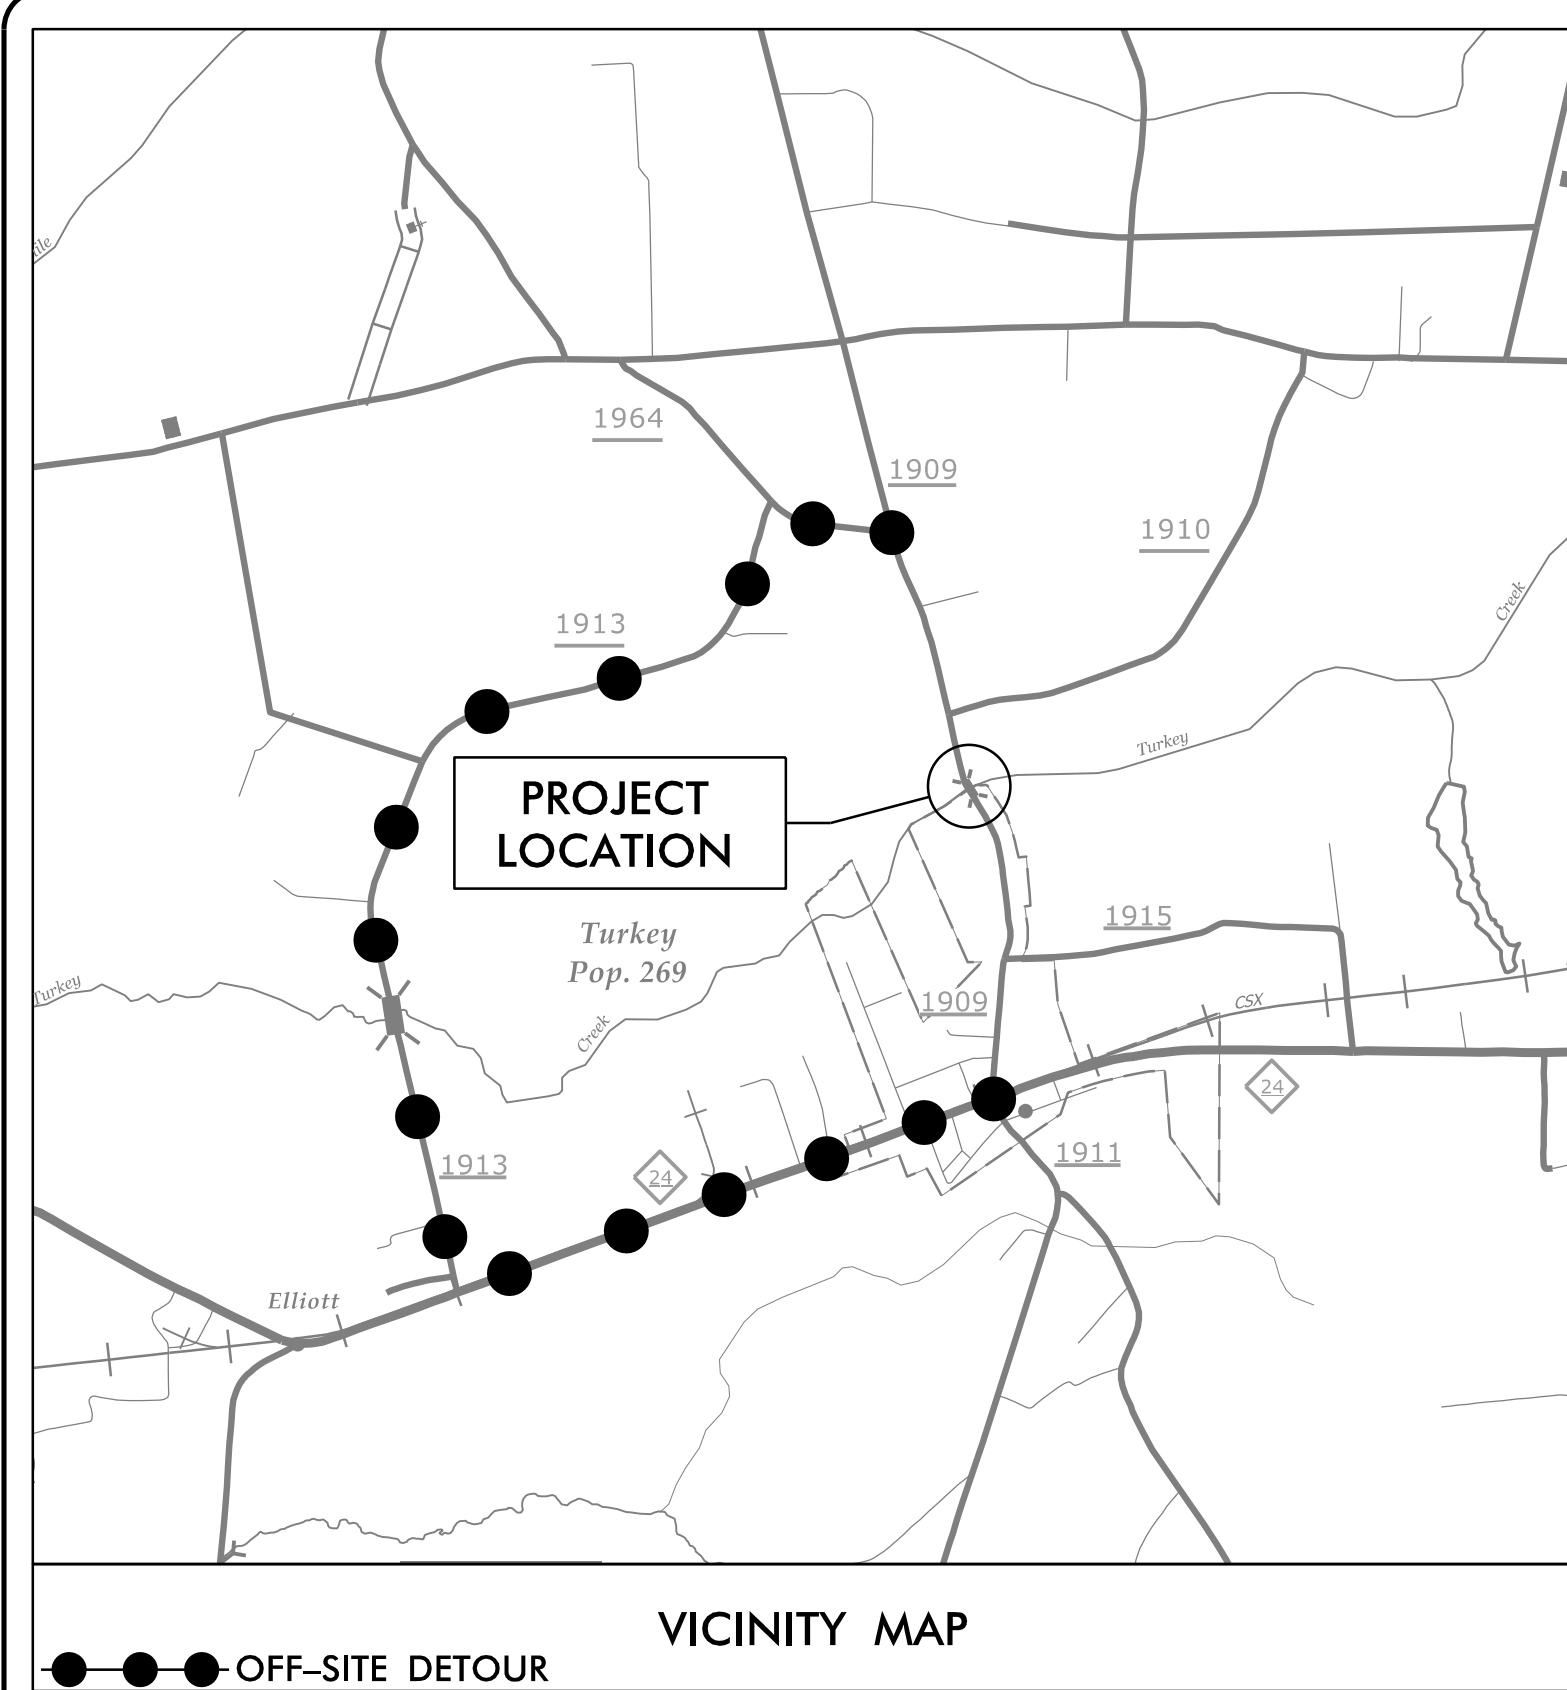 ile
1964
1909
1910
Creek
1913
Turkey
PROJECT
LOCATION
1915
Turkey
Pop. 269
Turkey
1909
CSX
Creek
24
1911
1913
24
Elliott
VICINITY MAP
OFF–SITE DETOUR